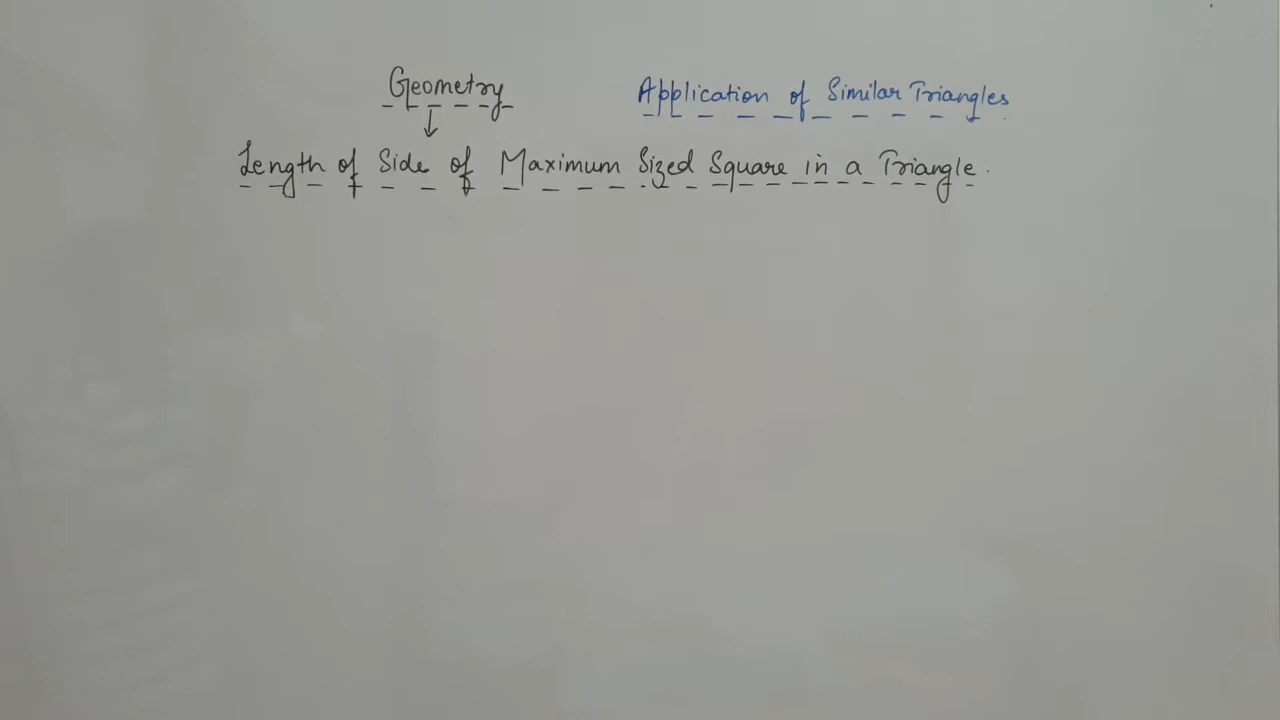 Geometry Application of Similar Triangles
Length of Side of Maximum Sized Square in a Triangle.